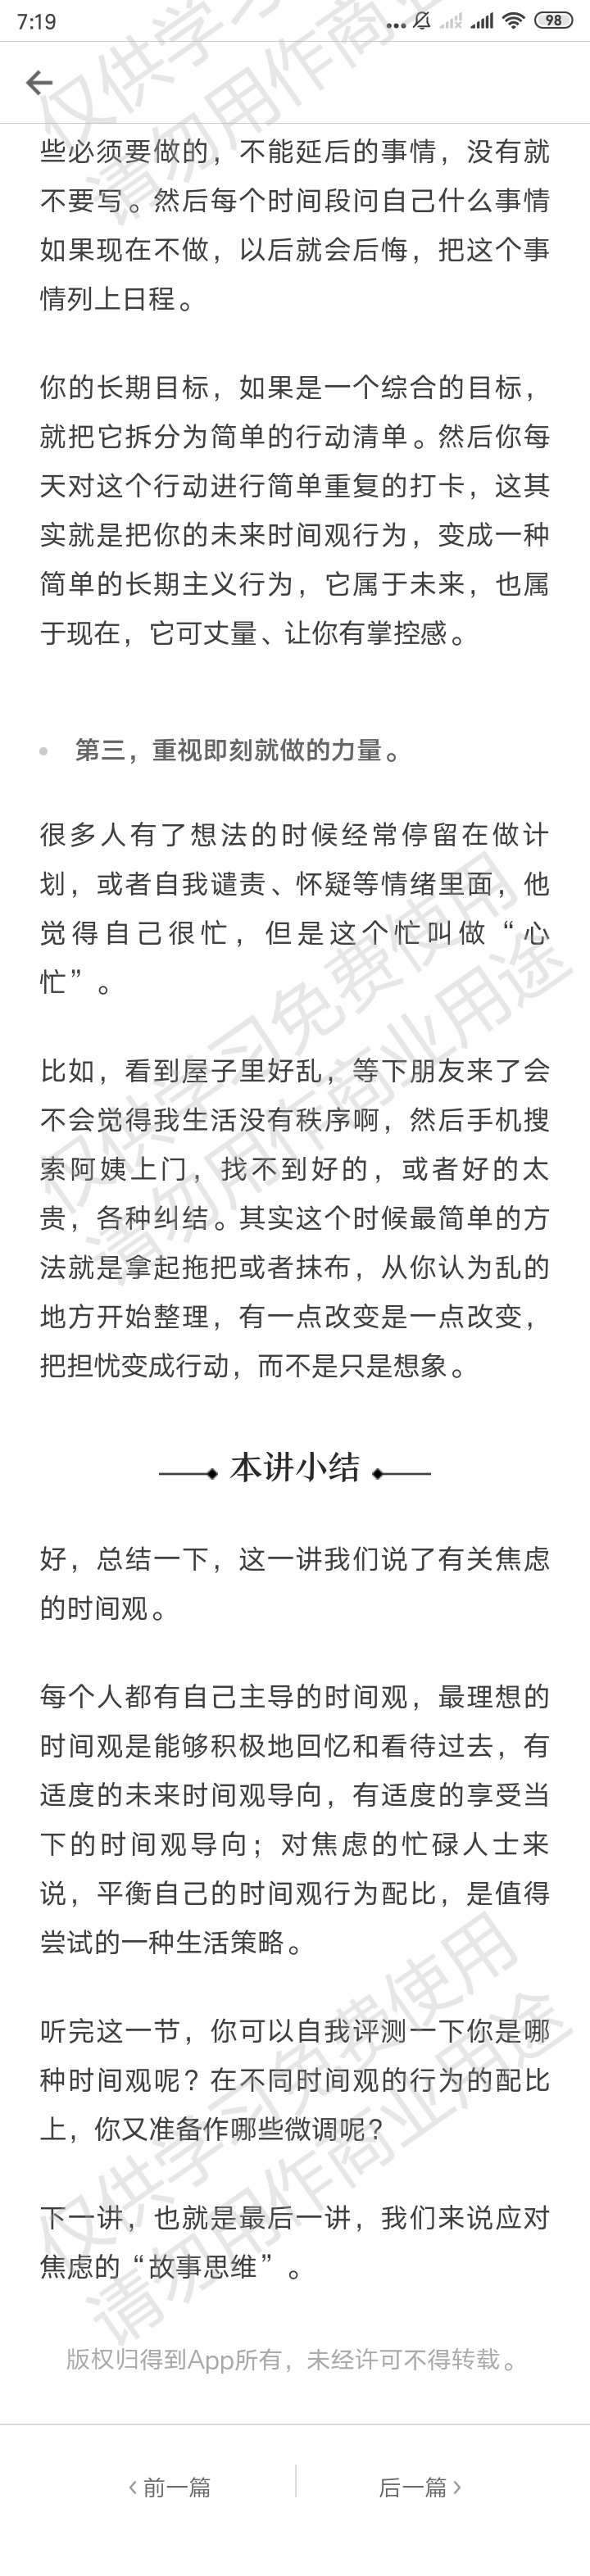 7:19
98
些必须要做的，不能延后的事情，没有就
不要写。然后每个时间段问自己什么事情
如果现在不做，以后就会后悔，把这个事
情列上日程。
你的长期目标，如果是一个综合的目标，
就把它拆分为简单的行动清单。然后你每
天对这个行动进行简单重复的打卡，这其
实就是把你的未来时间观行为，变成一种
简单的长期主义行为，它属于未来，也属
于现在，它可丈量、让你有掌控感。
第三，重视即刻就做的力量。
很多人有了想法的时候经常停留在做计
划，或者自我谴责、怀疑等情绪里面，他
觉得自己很忙，但是这个忙叫做“心
忙”。
比如，看到屋子里好乱，等下朋友来了会
不会觉得我生活没有秩序啊，然后手机搜
索阿姨上门，找不到好的，或者好的太
贵，各种纠结。其实这个时候最简单的方
法就是拿起拖把或者抹布，从你认为乱的
地方开始整理，有一点改变是一点改变，
把担忧变成行动，而不是只是想象。
本讲小结
好，总结一下，这一讲我们说了有关焦虑
的时间观。
每个人都有自己主导的时间观，最理想的
时间观是能够积极地回忆和看待过去，有
适度的未来时间观导向，有适度的享受当
下的时间观导向；对焦虑的忙碌人士来
说，平衡自己的时间观行为配比，是值得
尝试的一种生活策略。
听完这一节，你可以自我评测一下你是哪
种时间观呢？在不同时间观的行为的配比
上，你又准备作哪些微调呢？
下一讲，也就是最后一讲，我们来说应对
焦虑的“故事思维”。
版权归得到App所有，未经许可不得转载。
前一篇
后一篇
仅供学习
请勿用作商业
仅供学习免费使用
请勿用作商业用途
仅供学习免费使用
请勿用作商业用途